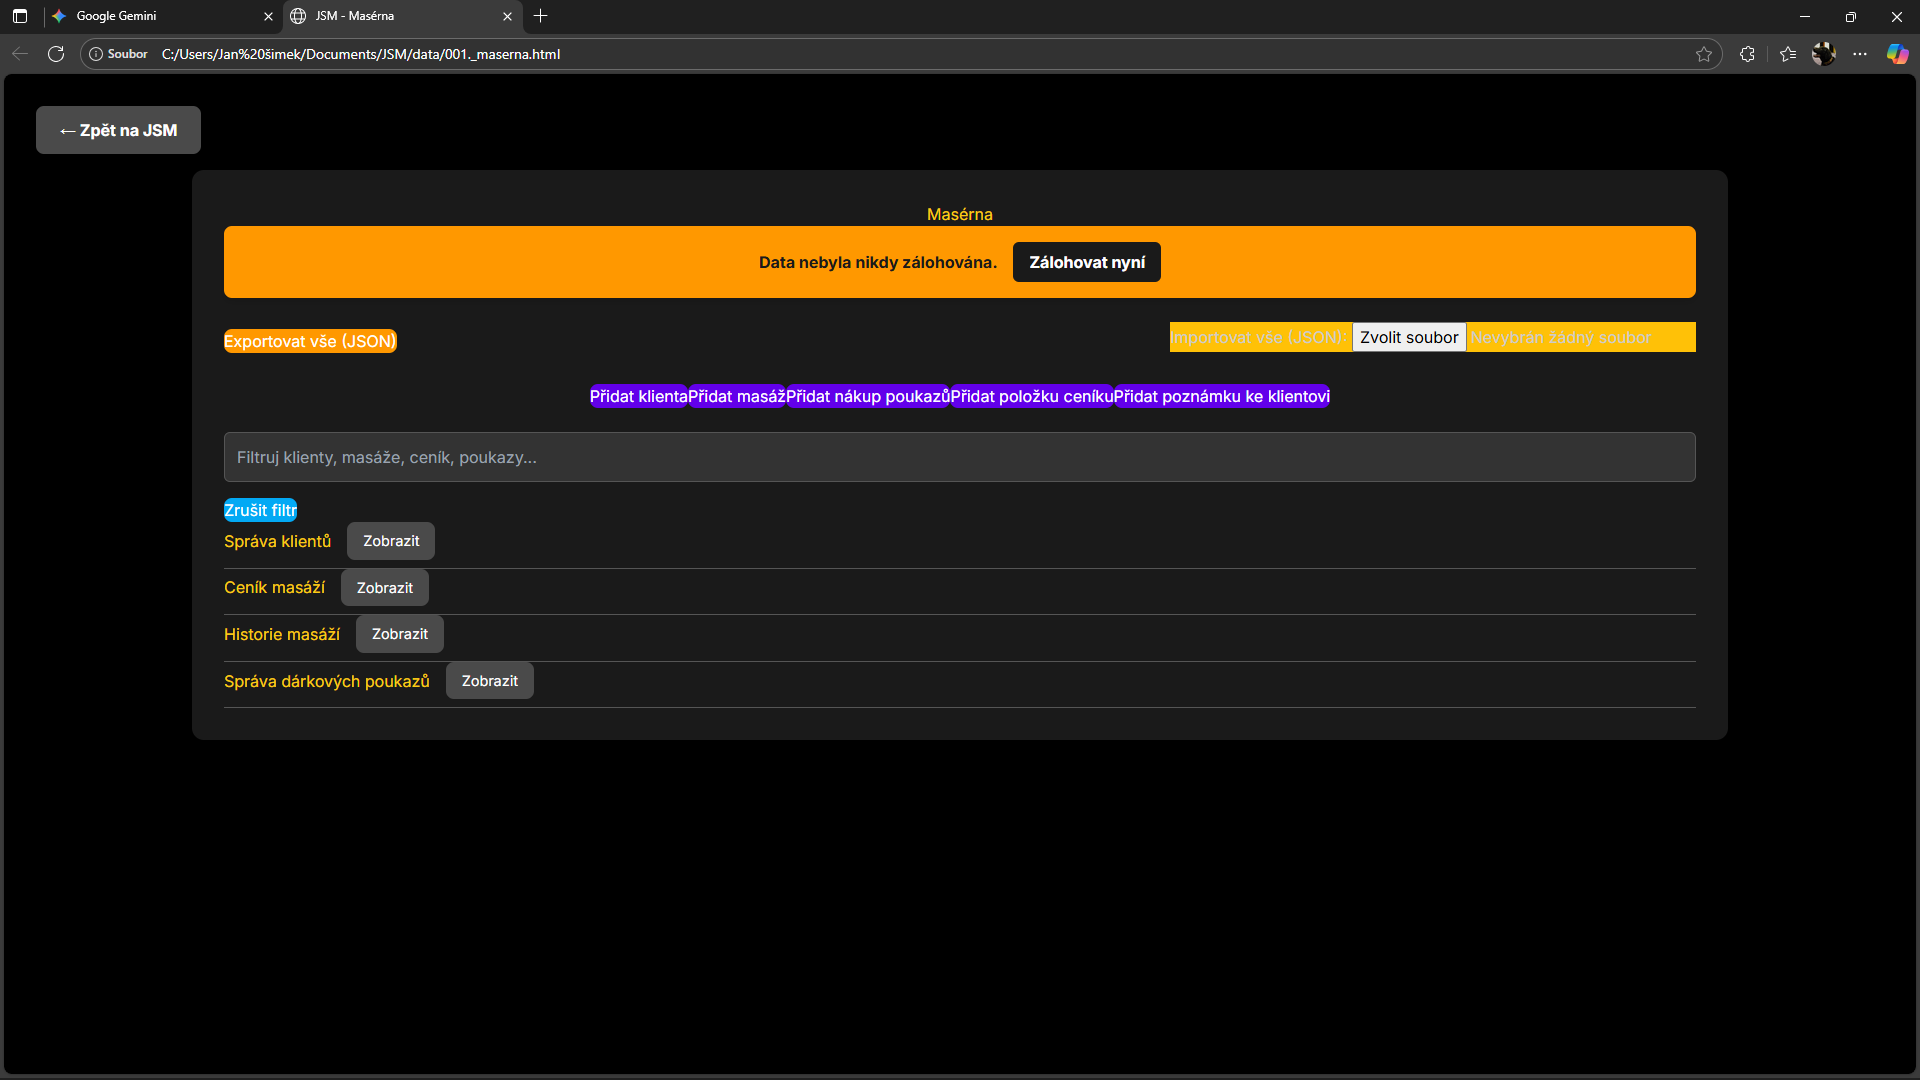 Google Gemini
JSM - Masérna
Soubor C:/Users/Jan%20šimek/Documents/JSM/data/001._maserna.html
← Zpět na JSM
Masérna
Data nebyla nikdy zálohována. Zálohovat nyní
Exportovat vše (JSON)
Importovat vše (JSON): Zvolit soubor Nevybrán žádný soubor
Přidat klienta Přidat masáž Přidat nákup poukazů Přidat položku ceníku Přidat poznámku ke klientovi
Filtruj klienty, masáže, ceník, poukazy...
Zrušit filtr
Správa klientů Zobrazit
Ceník masáží Zobrazit
Historie masáží Zobrazit
Správa dárkových poukazů Zobrazit